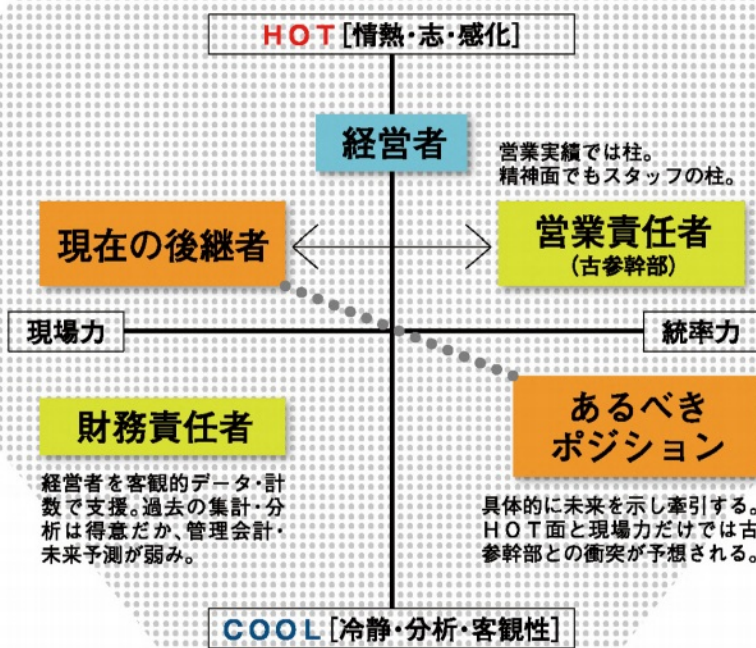 HOT[情熱・志・感化]
経営者
営業実績では柱。
精神面でもスタッフの柱。
現在の後継者
営業責任者
(古参幹部)
現場力
統率力
財務責任者
あるべき
ポジション
経営者を客観的データ・計
数で支援。過去の集計・分
析は得意だか、管理会計・
未来予測が弱み。
具体的に未来を示し牽引する。
HOT面と現場力だけでは古
参幹部との衝突が予想される。
COOL[冷静・分析・客観性]